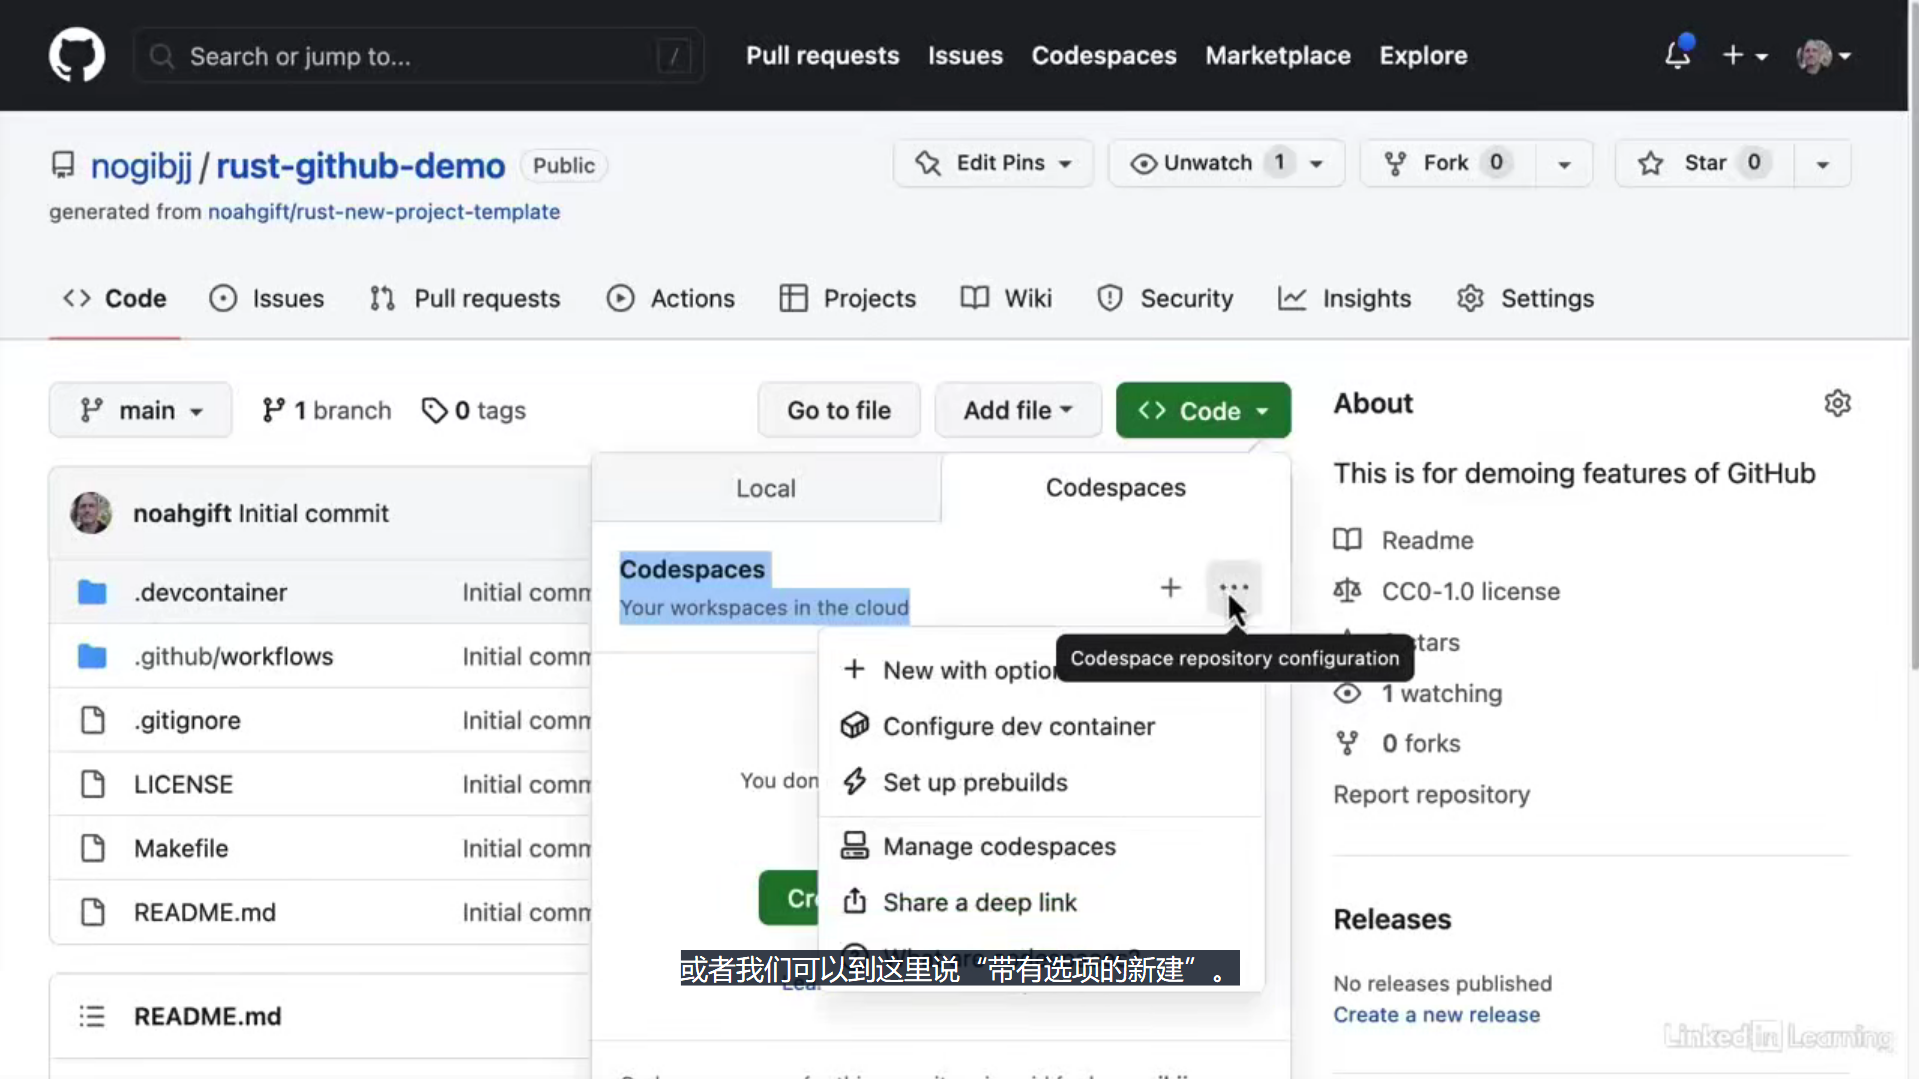 Search or jump to... /
Pull requests Issues Codespaces Marketplace Explore
nogibjj / rust-github-demo Public
Edit Pins Unwatch 1 Fork 0 Star 0
generated from noahgift/rust-new-project-template
Code Issues Pull requests Actions Projects Wiki Security Insights Settings
main 1 branch 0 tags Go to file Add file Code
noahgift Initial commit
.devcontainer Initial comm
.github/workflows Initial comm
.gitignore Initial comm
LICENSE Initial comm
Makefile Initial comm
README.md Initial comm
README.md
Local Codespaces
Codespaces
Your workspaces in the cloud
Codespace repository configuration
New with option
Configure dev container
You don
Set up prebuilds
Manage codespaces
Cre
Share a deep link
或者我们可以到这里说“带有选项的新建”。
About
This is for demoing features of GitHub
Readme
CC0-1.0 license
stars
1 watching
0 forks
Report repository
Releases
No releases published
Create a new release
Linked in Learning